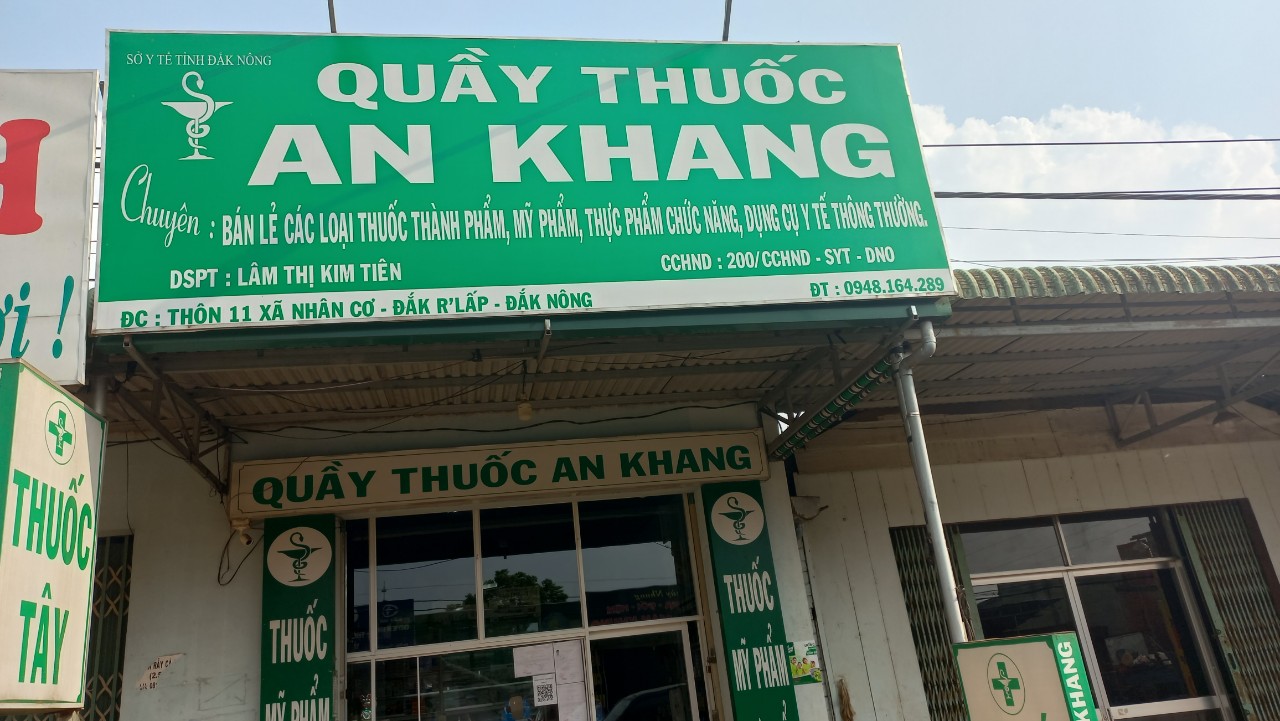 SỞ Y TẾ TỈNH ĐẮK NÔNG
QUẦY THUỐC
AN KHANG
Chuyên : BÁN LẺ CÁC LOẠI THUỐC THÀNH PHẨM, MỸ PHẨM, THỰC PHẨM CHỨC NĂNG, DỤNG CỤ Y TẾ THÔNG THƯỜNG.
DSPT : LÂM THỊ KIM TIÊN
CCHND : 200/CCHND - SYT - DNO
ĐC : THÔN 11 XÃ NHÂN CƠ - ĐẮK R'LẤP - ĐẮK NÔNG
ĐT : 0948.164.289
QUẦY THUỐC AN KHANG
THUỐC
TÂY
THUỐC
MỸ PHẨM
THUỐC
MỸ PHẨM
KHANG